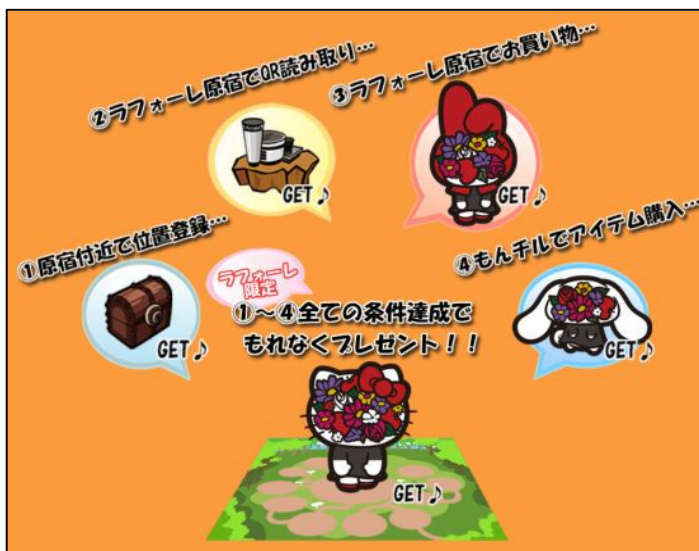 ②ラフォーレ原宿でQR読み取り…
③ラフォーレ原宿でお買い物…
GET♪
GET♪
①原宿付近で位置登録…
④もんチルでアイテム購入…
GET♪
ラフォーレ
限定
GET♪
①～④全ての条件達成で
もれなくプレゼント！！
GET♪